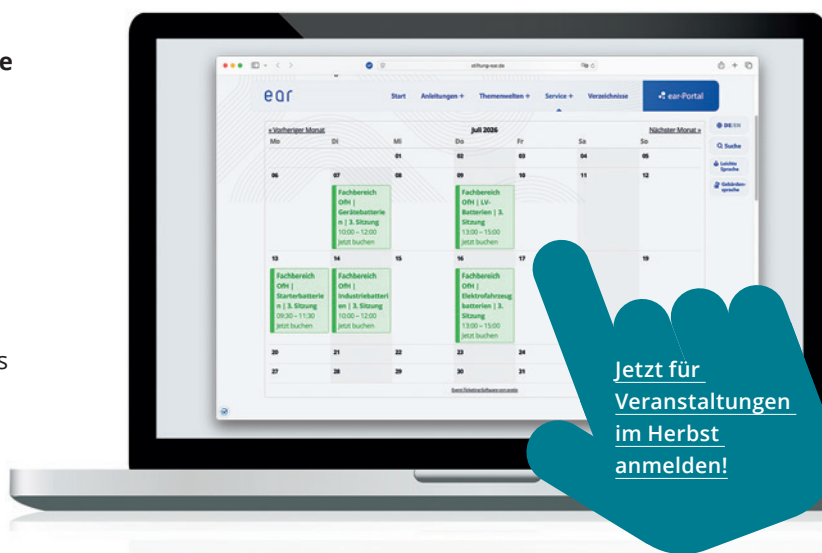 e
s
stiftung-ear.de
ear
Start
Anleitungen +
Themenwelten +
Service +
Verzeichnisse
ear-Portal
DE/EN
Suche
Leichte
Sprache
Gebärden-
sprache
« Vorheriger Monat
Juli 2026
Nächster Monat »
Mo Di Mi Do Fr Sa So
01 02 03 04 05
06 07 08 09 10 11 12
Fachbereich
OfH |
Gerätebatterie
n | 3. Sitzung
10:00 – 12:00
Jetzt buchen
Fachbereich
OfH | LV-
Batterien | 3.
Sitzung
13:00 – 15:00
Jetzt buchen
13 14 15 16 17 19
Fachbereich
OfH |
Starterbatterie
n | 3. Sitzung
09:30 – 11:30
Jetzt buchen
Fachbereich
OfH |
Industriebatteri
en | 3. Sitzung
10:00 – 12:00
Jetzt buchen
Fachbereich
OfH |
Elektrofahrzeug
batterien | 3.
Sitzung
13:00 – 15:00
Jetzt buchen
20 21 22 23 24
27 28 29 30 31
Jetzt für
Veranstaltungen
im Herbst
anmelden!